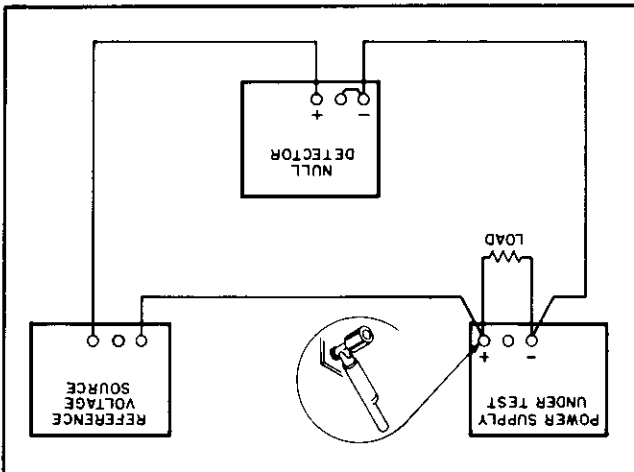 POWER SUPPLY
UNDER TEST
- +
REFERENCE
VOLTAGE
SOURCE
LOAD
NULL
DETECTOR
- +